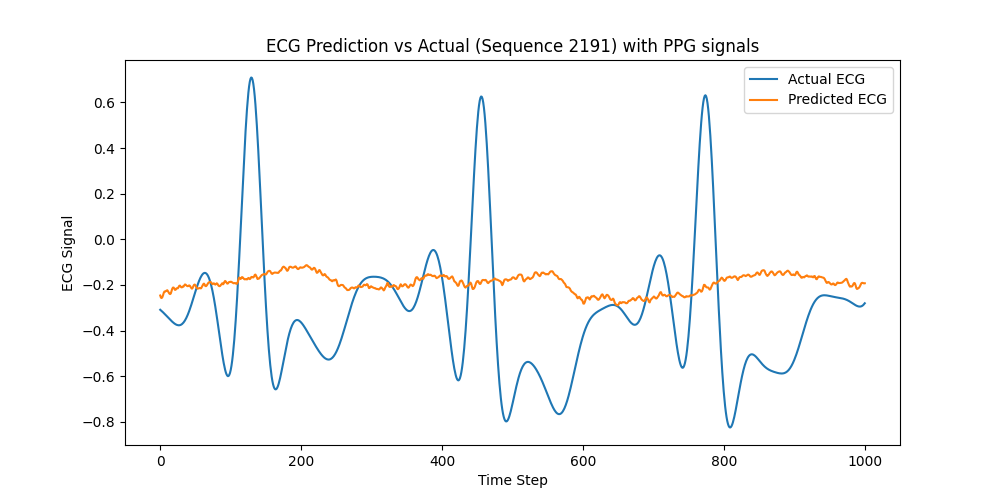 ECG Prediction vs Actual (Sequence 2191) with PPG signals
Actual ECG
Predicted ECG
ECG Signal
0.6
0.4
0.2
0.0
−0.2
−0.4
−0.6
−0.8
0 200 400 600 800 1000
Time Step